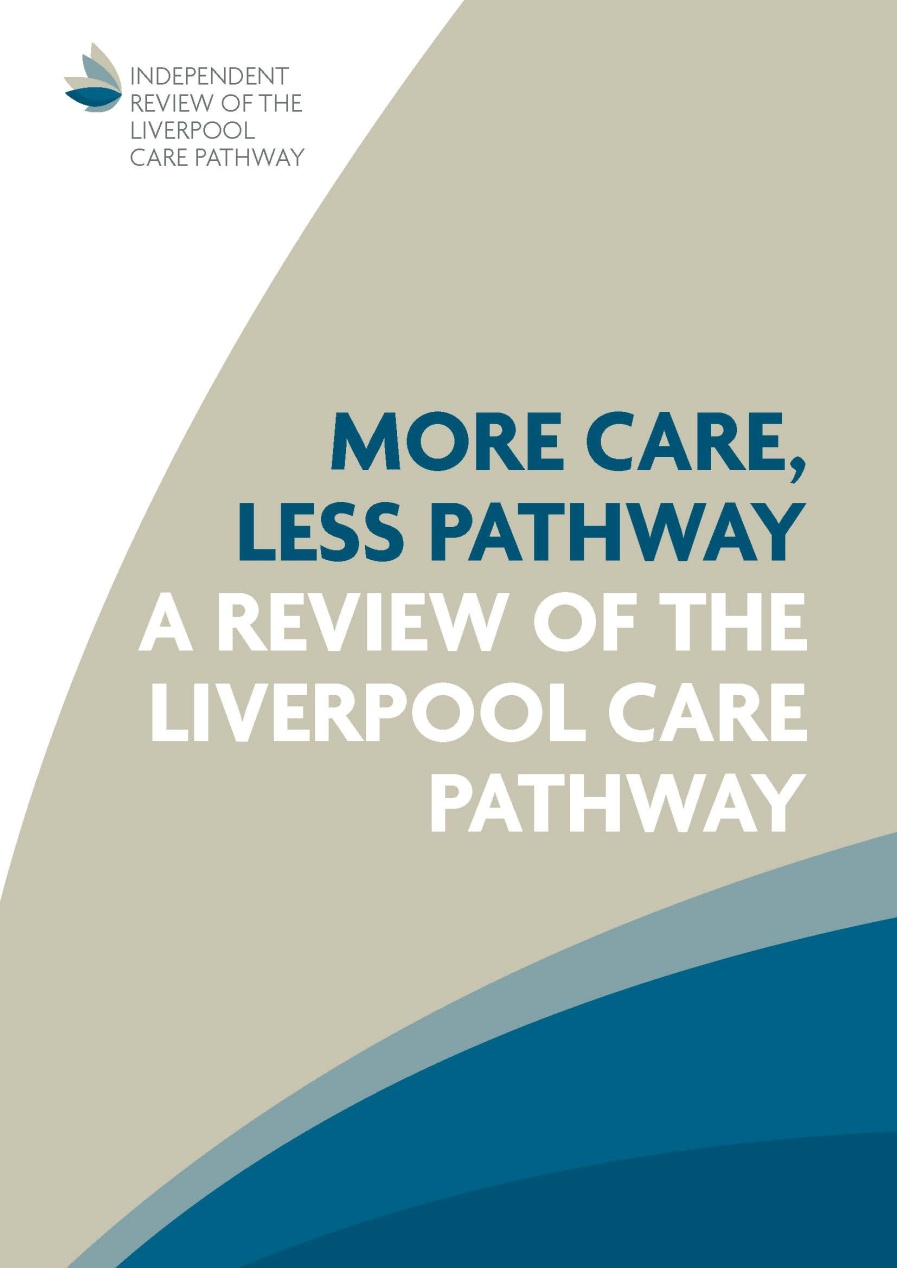 INDEPENDENT
REVIEW OF THE
LIVERPOOL
CARE PATHWAY
MORE CARE,
LESS PATHWAY
A REVIEW OF THE
LIVERPOOL CARE
PATHWAY